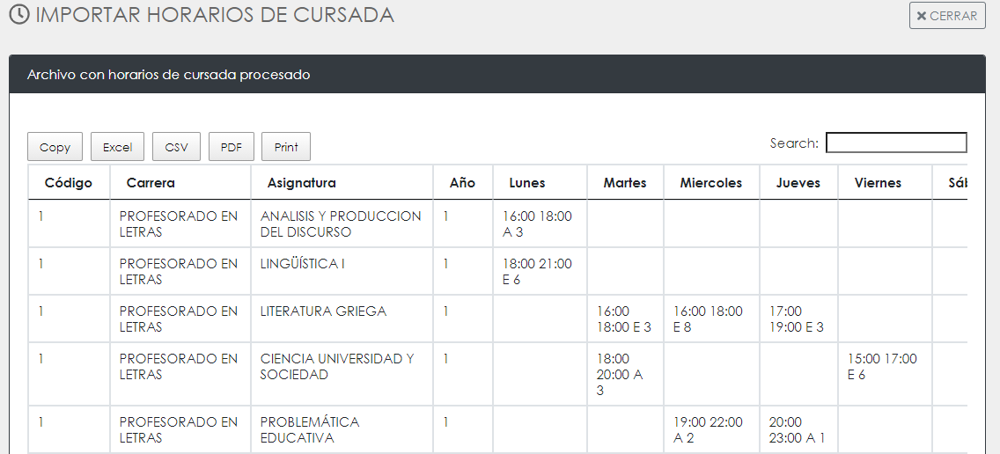 IMPORTAR HORARIOS DE CURSADA
CERRAR
Archivo con horarios de cursada procesado
Copy Excel CSV PDF Print
Search:
Código Carrera Asignatura Año Lunes Martes Miercoles Jueves Viernes Sáb
1 PROFESORADO EN ANALISIS Y PRODUCCION 1 16:00 18:00
LETRAS DEL DISCURSO A 3
1 PROFESORADO EN LINGÜÍSTICA I 1 18:00 21:00
LETRAS E 6
1 PROFESORADO EN LITERATURA GRIEGA 1 16:00 16:00 18:00 17:00
LETRAS 18:00 E 3 E 8 19:00 E 3
1 PROFESORADO EN CIENCIA UNIVERSIDAD Y 1 18:00 15:00 17:00
LETRAS SOCIEDAD 20:00 A E 6
3
1 PROFESORADO EN PROBLEMÁTICA 1 19:00 22:00 20:00
LETRAS EDUCATIVA A 2 23:00 A 1